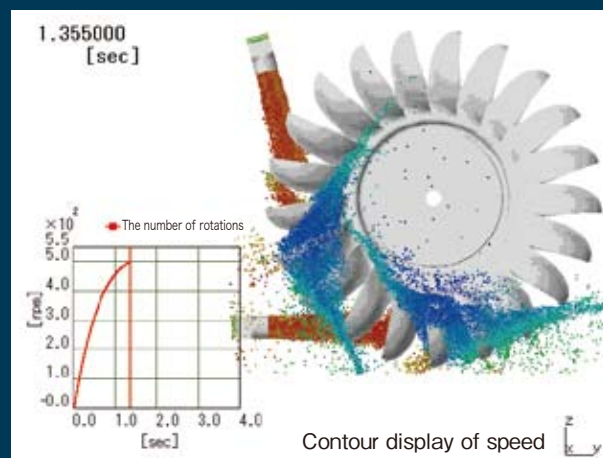 1.355000
[sec]
×10²
The number of rotations
5.5
5.0
4.0
3.0
2.0
1.0
-0.0
[rpm]
0.0 1.0 2.0 3.0 4.0
[sec]
Contour display of speed
z
x y